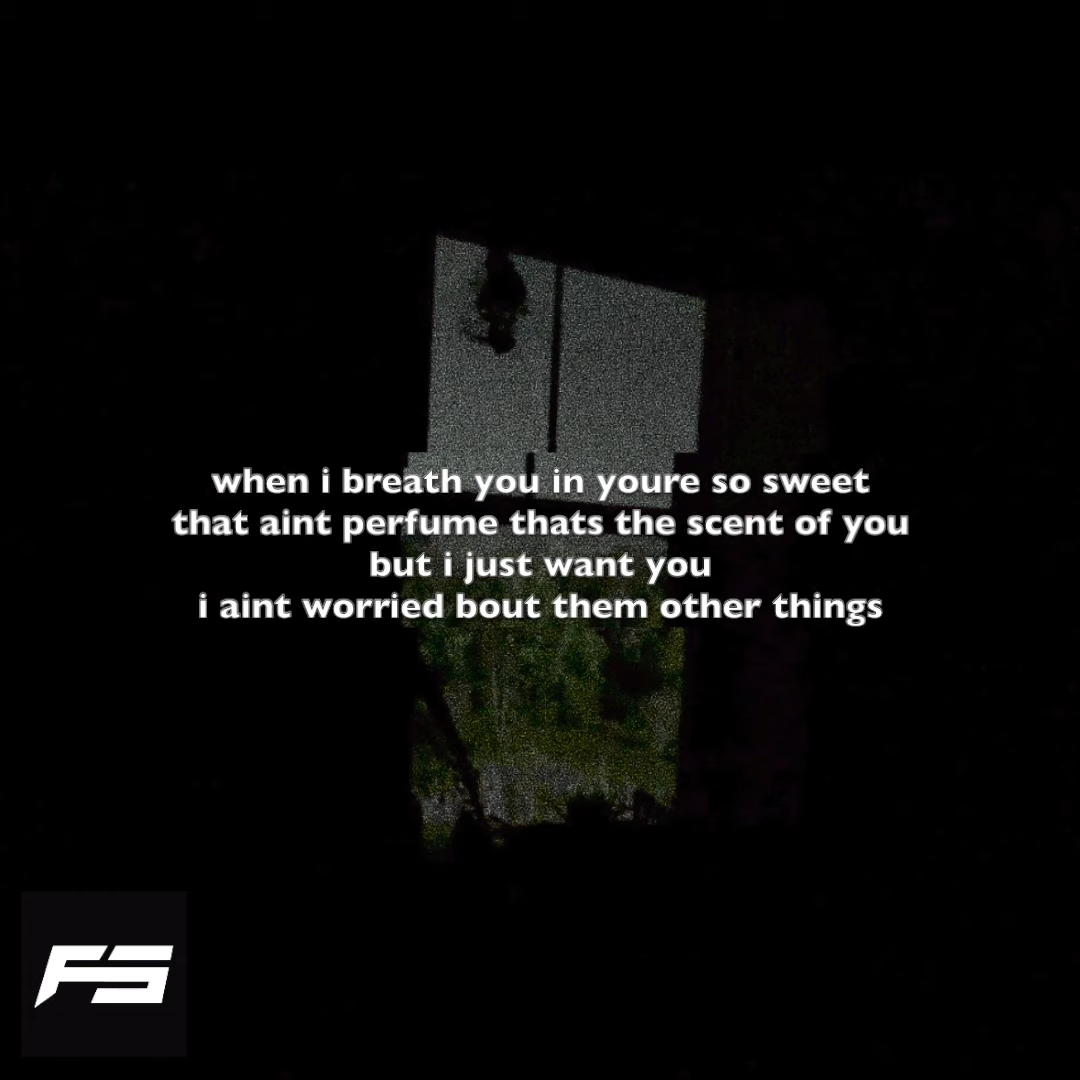 when i breath you in youre so sweet
that aint perfume thats the scent of you
but i just want you
i aint worried bout them other things
FS